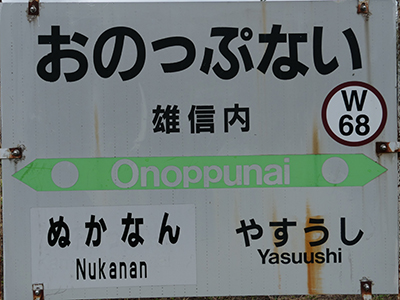 おのっぷない
雄信内
W
68
Onoppunai
ぬかなん
Nukanan
やすうし
Yasuushi